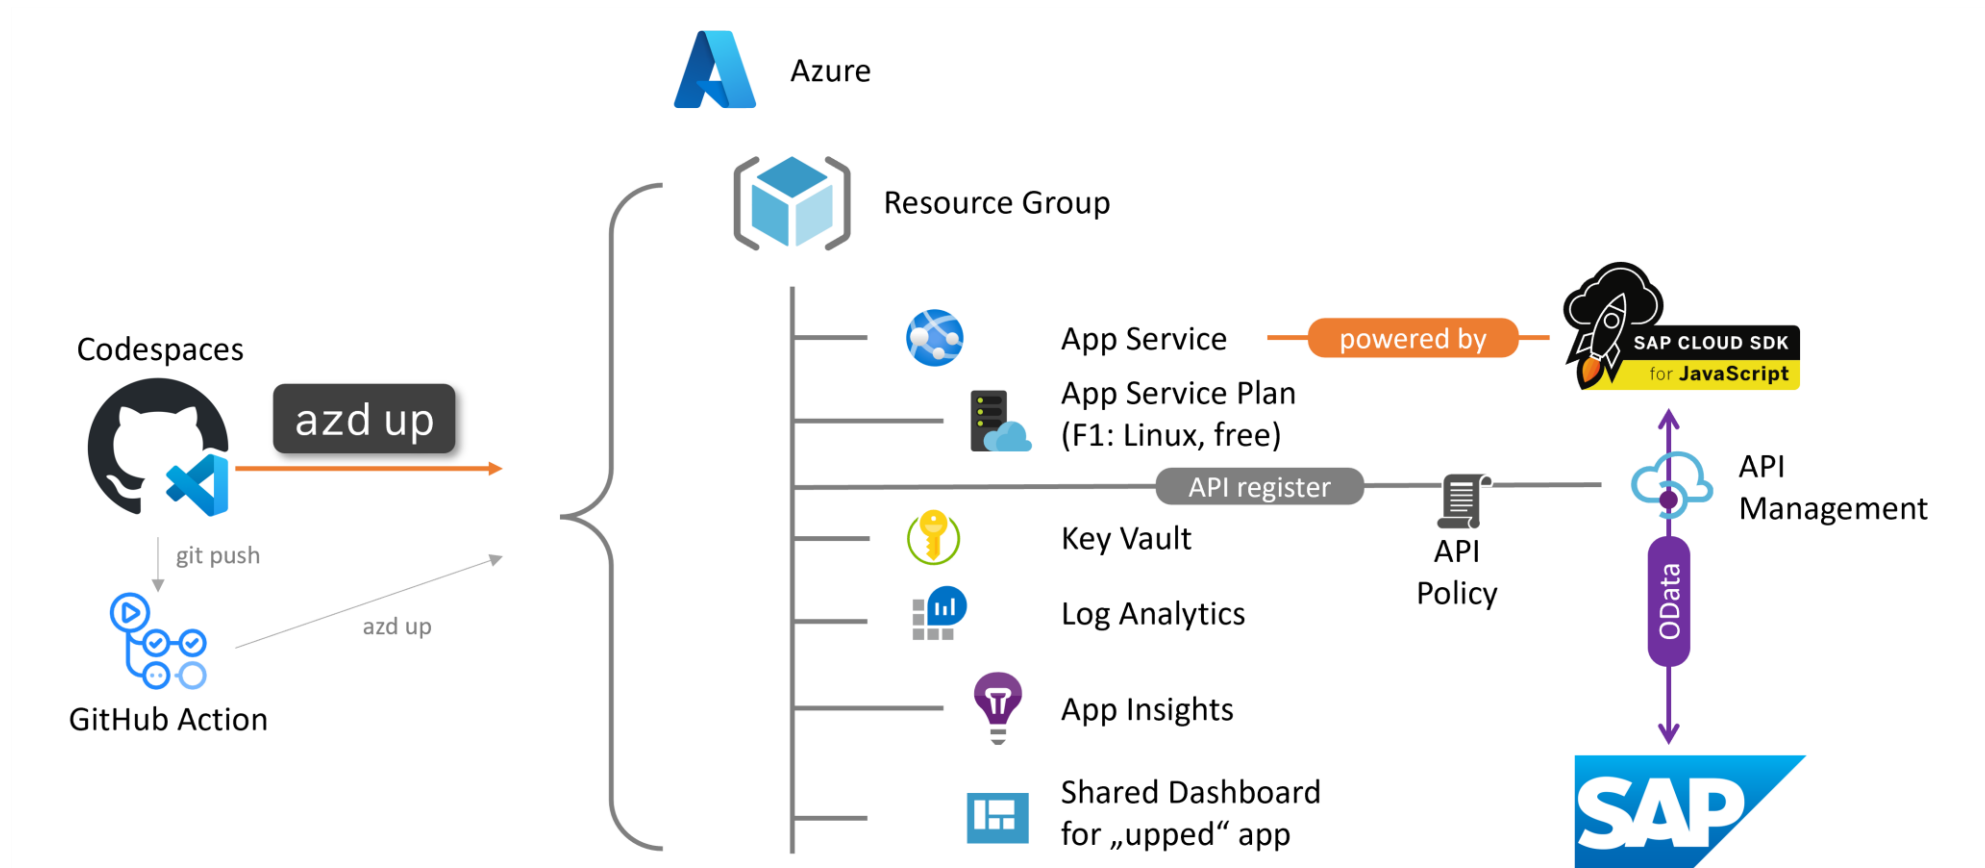 Azure
Resource Group
Codespaces
azd up
git push
azd up
GitHub Action
App Service
powered by
SAP CLOUD SDK
for JavaScript
App Service Plan
(F1: Linux, free)
API register
API
Policy
API
Management
Key Vault
OData
Log Analytics
App Insights
Shared Dashboard
for „upped“ app
SAP